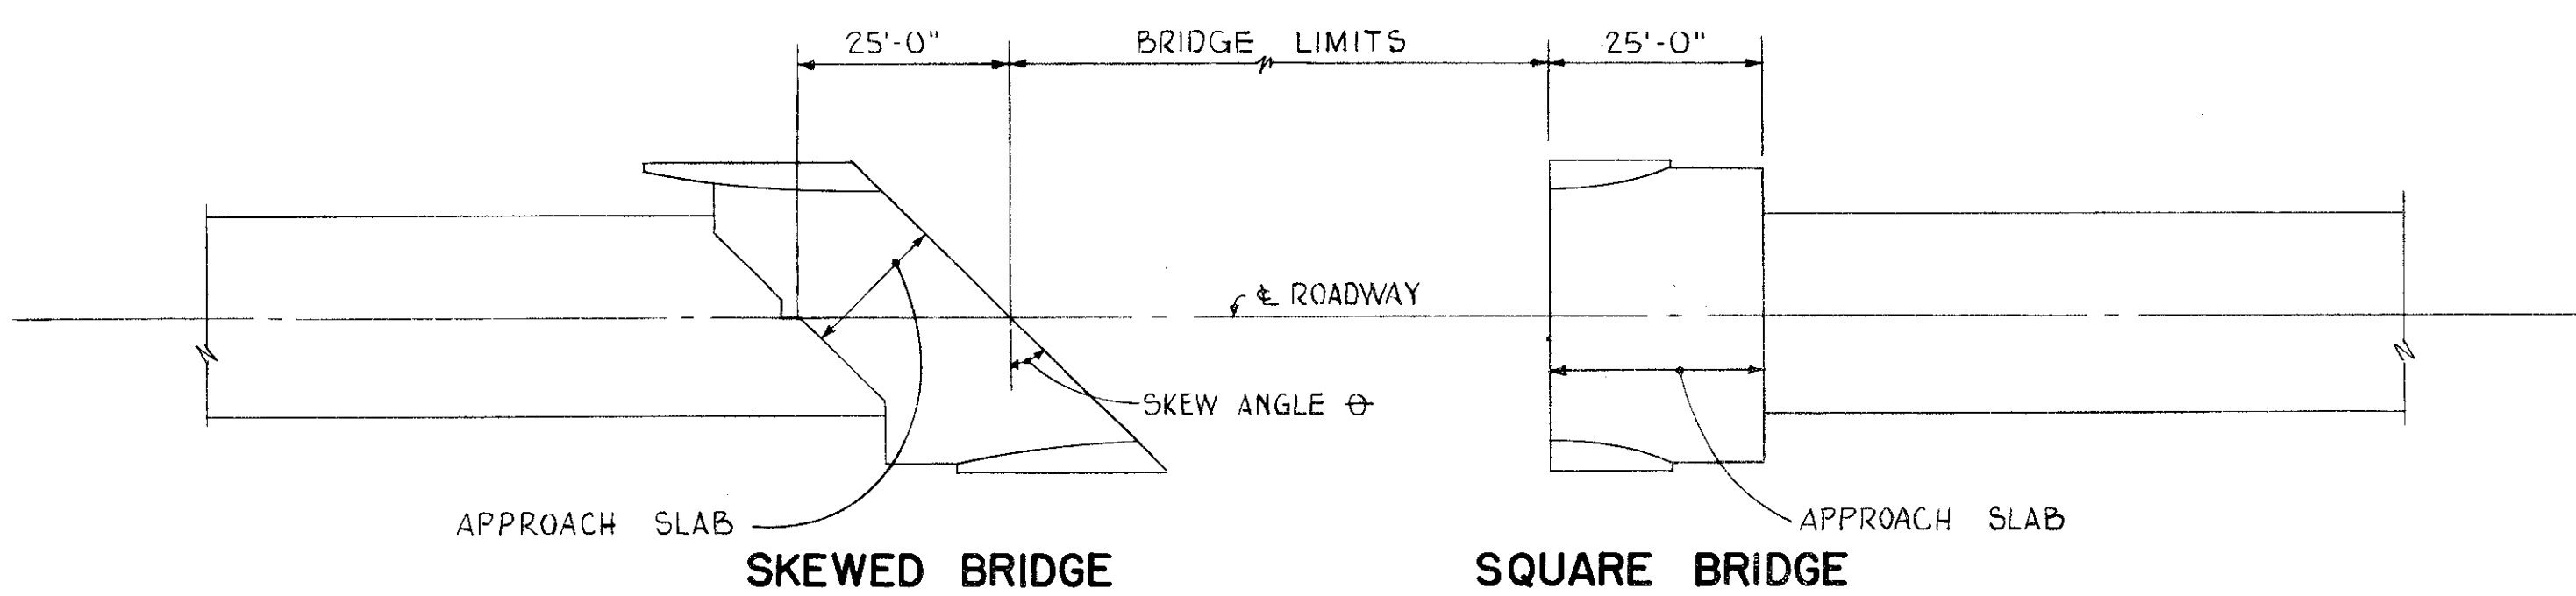 25'-0" BRIDGE LIMITS 25'-0"
℄ ROADWAY
SKEW ANGLE θ
APPROACH SLAB
APPROACH SLAB
SKEWED BRIDGE
SQUARE BRIDGE